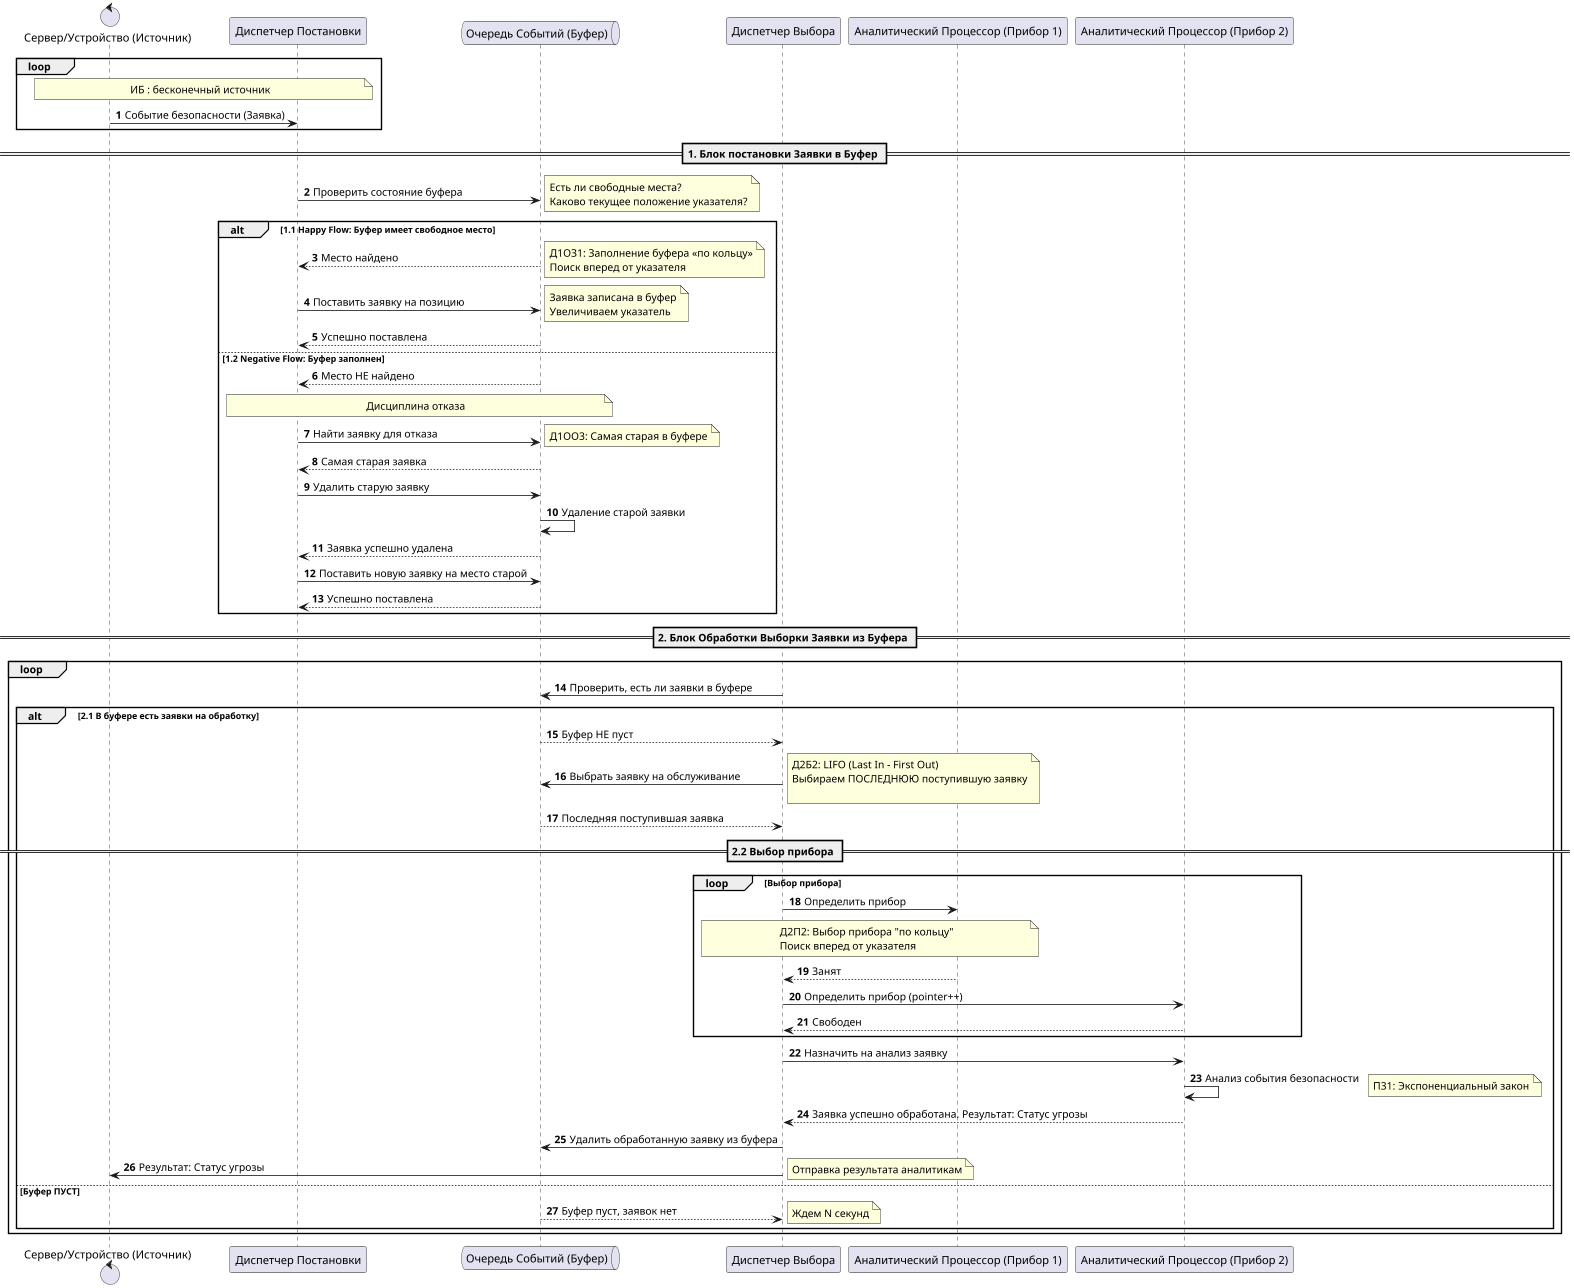 Сервер/Устройство (Источник)
Диспетчер Постановки
Очередь Событий (Буфер)
Диспетчер Выбора
Аналитический Процессор (Прибор 1)
Аналитический Процессор (Прибор 2)
loop
ИБ : бесконечный источник
1 Событие безопасности (Заявка)
1. Блок постановки Заявки в Буфер
2 Проверить состояние буфера
Есть ли свободные места?
Каково текущее положение указателя?
alt [1.1 Happy Flow: Буфер имеет свободное место]
3 Место найдено
Д1ОЗ1: Заполнение буфера «по кольцу»
Поиск вперед от указателя
4 Поставить заявку на позицию
Заявка записана в буфер
Увеличиваем указатель
5 Успешно поставлена
[1.2 Negative Flow: Буфер заполнен]
6 Место НЕ найдено
Дисциплина отказа
7 Найти заявку для отказа
Д1ОО3: Самая старая в буфере
8 Самая старая заявка
9 Удалить старую заявку
10 Удаление старой заявки
11 Заявка успешно удалена
12 Поставить новую заявку на место старой
13 Успешно поставлена
2. Блок Обработки Выборки Заявки из Буфера
loop
14 Проверить, есть ли заявки в буфере
alt [2.1 В буфере есть заявки на обработку]
15 Буфер НЕ пуст
16 Выбрать заявку на обслуживание
Д2Б2: LIFO (Last In - First Out)
Выбираем ПОСЛЕДНЮЮ поступившую заявку
17 Последняя поступившая заявка
2.2 Выбор прибора
loop [Выбор прибора]
18 Определить прибор
Д2П2: Выбор прибора "по кольцу"
Поиск вперед от указателя
19 Занят
20 Определить прибор (pointer++)
21 Свободен
22 Назначить на анализ заявку
23 Анализ события безопасности
ПЗ1: Экспоненциальный закон
24 Заявка успешно обработана. Результат: Статус угрозы
25 Удалить обработанную заявку из буфера
26 Результат: Статус угрозы
Отправка результата аналитикам
[Буфер ПУСТ]
27 Буфер пуст, заявок нет
Ждем N секунд
Сервер/Устройство (Источник)
Диспетчер Постановки
Очередь Событий (Буфер)
Диспетчер Выбора
Аналитический Процессор (Прибор 1)
Аналитический Процессор (Прибор 2)